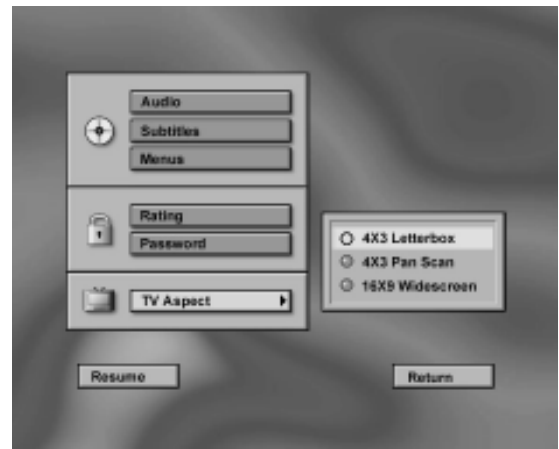 Audio
Subtitles
Menus
Rating
Password
TV Aspect
4X3 Letterbox
4X3 Pan Scan
16X9 Widescreen
Resume
Return